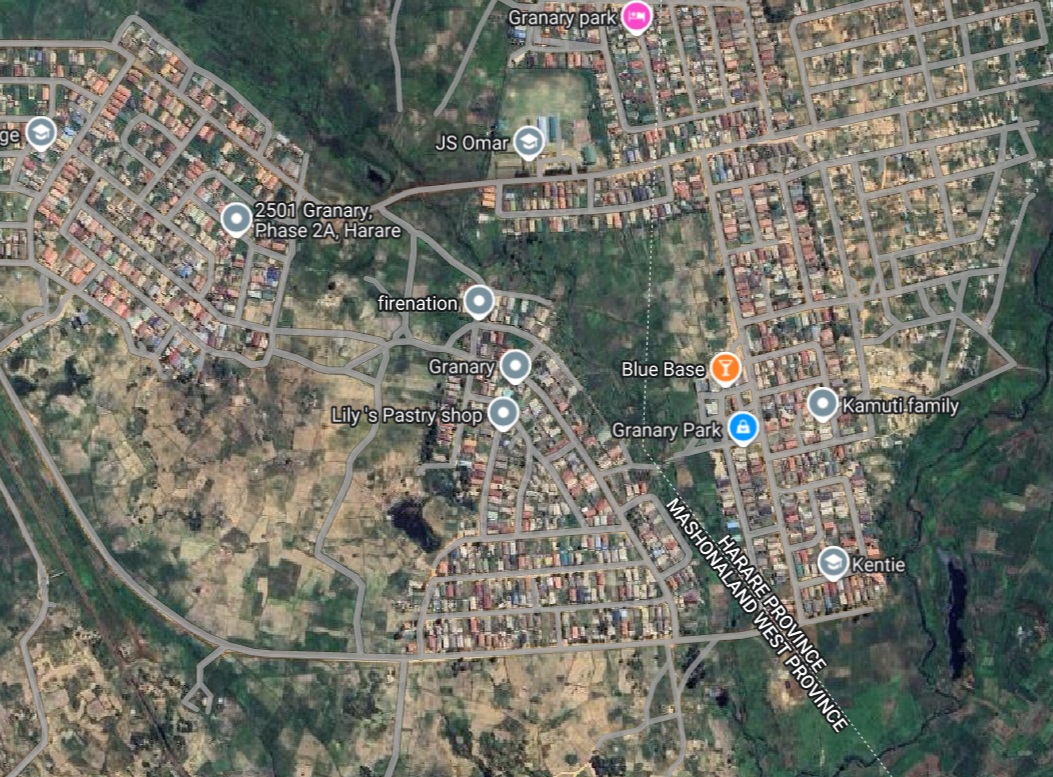 Granary park
ge
JS Omar
2501 Granary,
Phase 2A, Harare
firenation
Granary
Blue Base
Lily 's Pastry shop
Kamuti family
Granary Park
HARARE PROVINCE
MASHONALAND WEST PROVINCE
Kentie